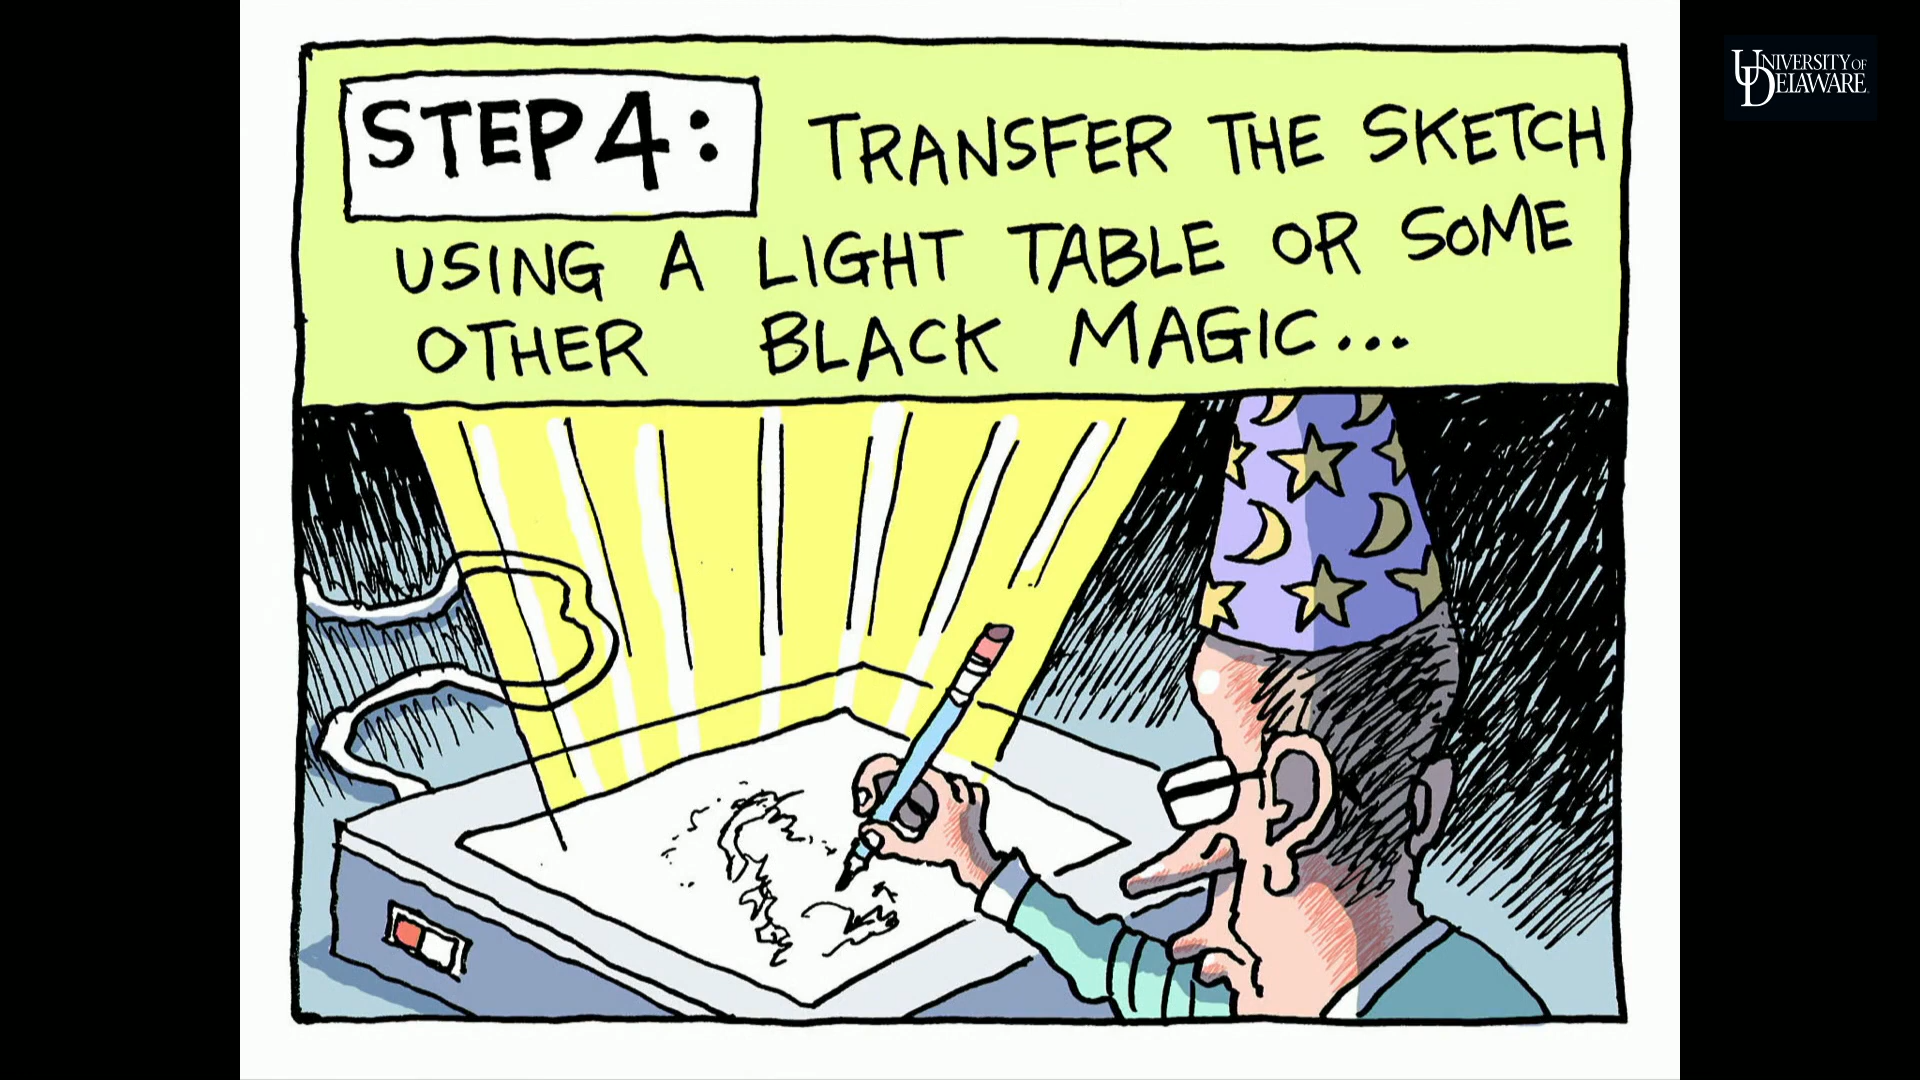 STEP 4: TRANSFER THE SKETCH
USING A LIGHT TABLE OR SOME
OTHER BLACK MAGIC...
UNIVERSITY OF
DELAWARE